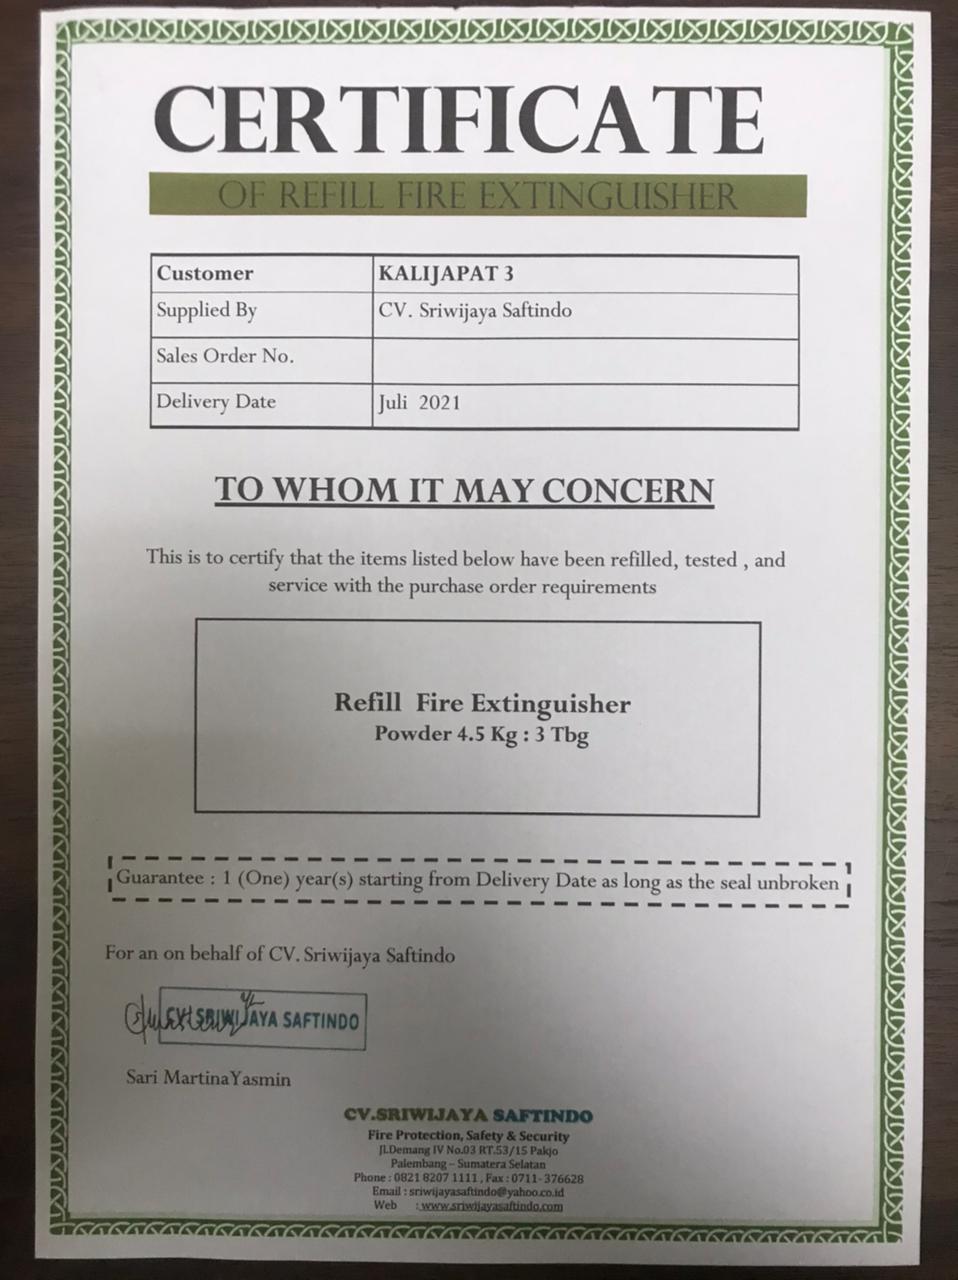 CERTIFICATE
OF REFILL FIRE EXTINGUISHER
Customer KALIJAPAT 3
Supplied By CV. Sriwijaya Saftindo
Sales Order No.
Delivery Date Juli 2021
TO WHOM IT MAY CONCERN
This is to certify that the items listed below have been refilled, tested , and
service with the purchase order requirements
Refill Fire Extinguisher
Powder 4.5 Kg : 3 Tbg
Guarantee : 1 (One) year(s) starting from Delivery Date as long as the seal unbroken
For an on behalf of CV. Sriwijaya Saftindo
CV. SRIWIJAYA SAFTINDO
Sari Martina Yasmin
CV.SRIWIJAYA SAFTINDO
Fire Protection, Safety & Security
Jl.Demang IV No.03 RT.53/15 Pakjo
Palembang – Sumatera Selatan
Phone : 0821 8207 1111 , Fax : 0711- 376628
Email : sriwijayasaftindo@yahoo.co.id
Web : www.sriwijayasaftindo.com